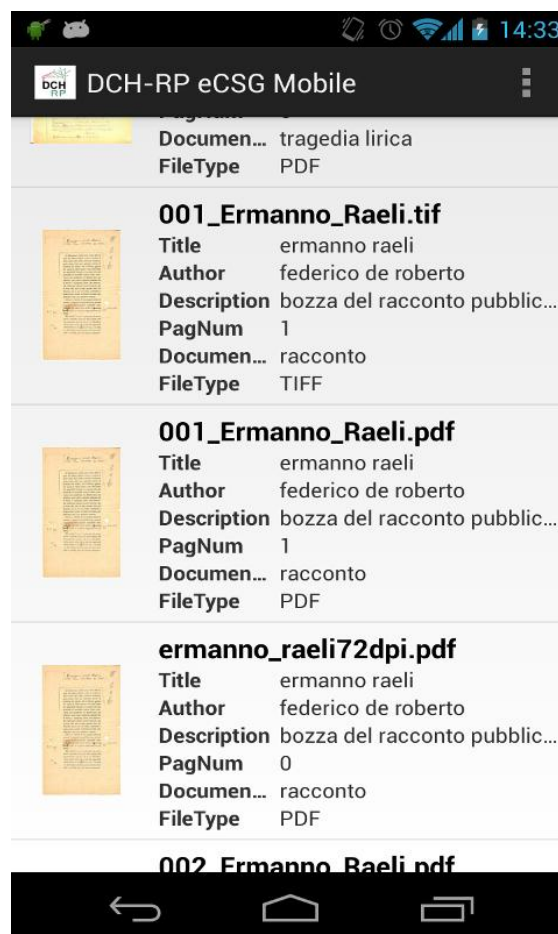 14:33
DCH RP DCH-RP eCSG Mobile
Documen... tragedia lirica
FileType PDF
001_Ermanno_Raeli.tif
Title ermanno raeli
Author federico de roberto
Description bozza del racconto pubblic...
PagNum 1
Documen... racconto
FileType TIFF
001_Ermanno_Raeli.pdf
Title ermanno raeli
Author federico de roberto
Description bozza del racconto pubblic...
PagNum 1
Documen... racconto
FileType PDF
ermanno_raeli72dpi.pdf
Title ermanno raeli
Author federico de roberto
Description bozza del racconto pubblic...
PagNum 0
Documen... racconto
FileType PDF
002_Ermanno_Raeli.pdf